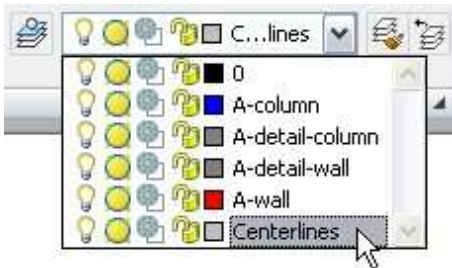 C...lines
0
A-column
A-detail-column
A-detail-wall
A-wall
Centerlines